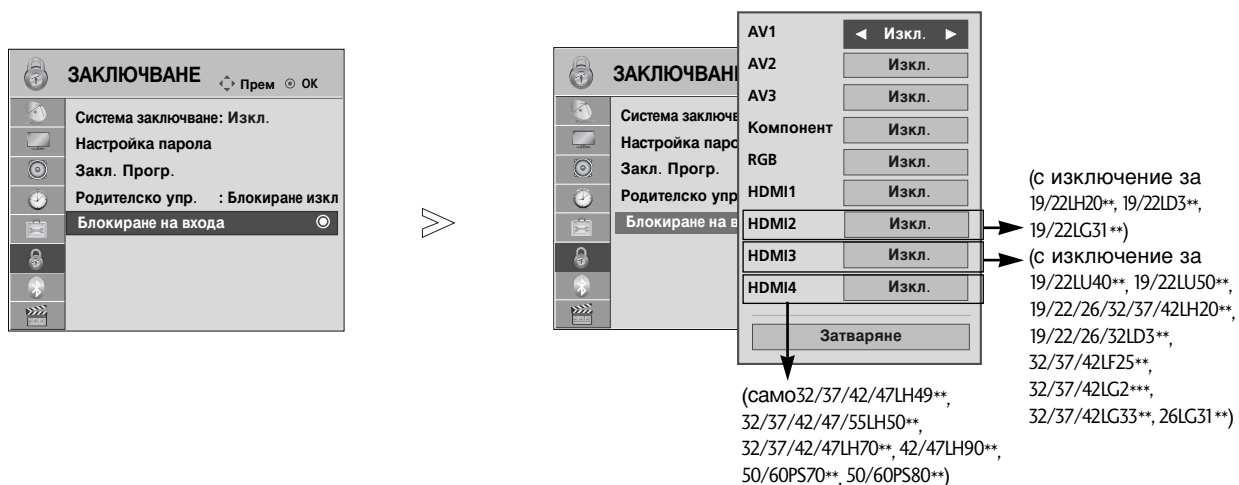 ЗАКЛЮЧВАНЕ Прем OK
Система заключване: Изкл.
Настройка парола
Закл. Прогр.
Родителско упр. : Блокиране изкл
Блокиране на входа
ЗАКЛЮЧВАН
Система заключв
Настройка паро
Закл. Прогр.
Родителско упр
Блокиране на в
AV1 ◄ Изкл. ►
AV2 Изкл.
AV3 Изкл.
Компонент Изкл.
RGB Изкл.
HDMI1 Изкл.
HDMI2 Изкл.
HDMI3 Изкл.
HDMI4 Изкл.
Затваряне
(с изключение за
19/22LH20**, 19/22LD3**,
19/22LG31**)
(с изключение за
19/22LU40**, 19/22LU50**,
19/22/26/32/37/42LH20**,
19/22/26/32LD3**,
32/37/42LF25**,
32/37/42LG2***,
32/37/42LG33**, 26LG31**)
(само32/37/42/47LH49**,
32/37/42/47/55LH50**,
32/37/42/47LH70**, 42/47LH90**,
50/60PS70**, 50/60PS80**)